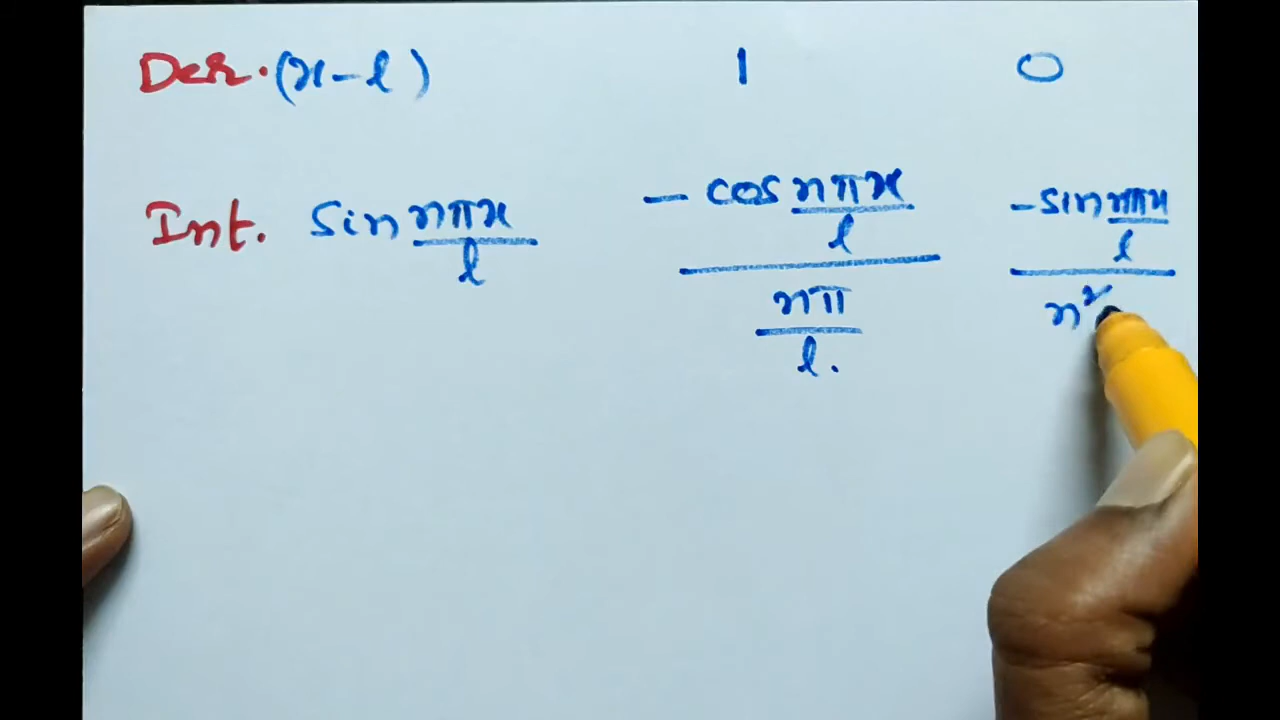 Der. (x - l) 1 0
Int. sin nπx/l -cos nπx/l / nπ/l. -sin nπx/l / n²